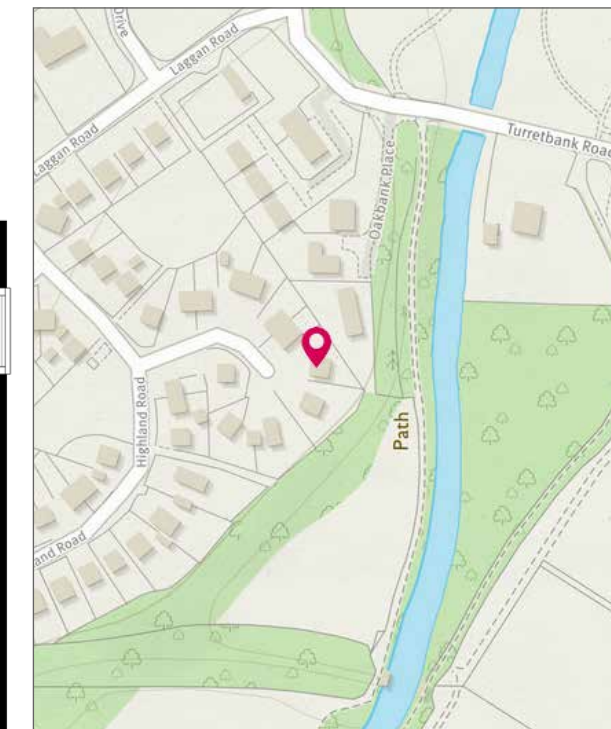 Drive
Laggan Road
Laggan Road
Turretbank Road
Oakbank Place
Highland Road
Path
and Road